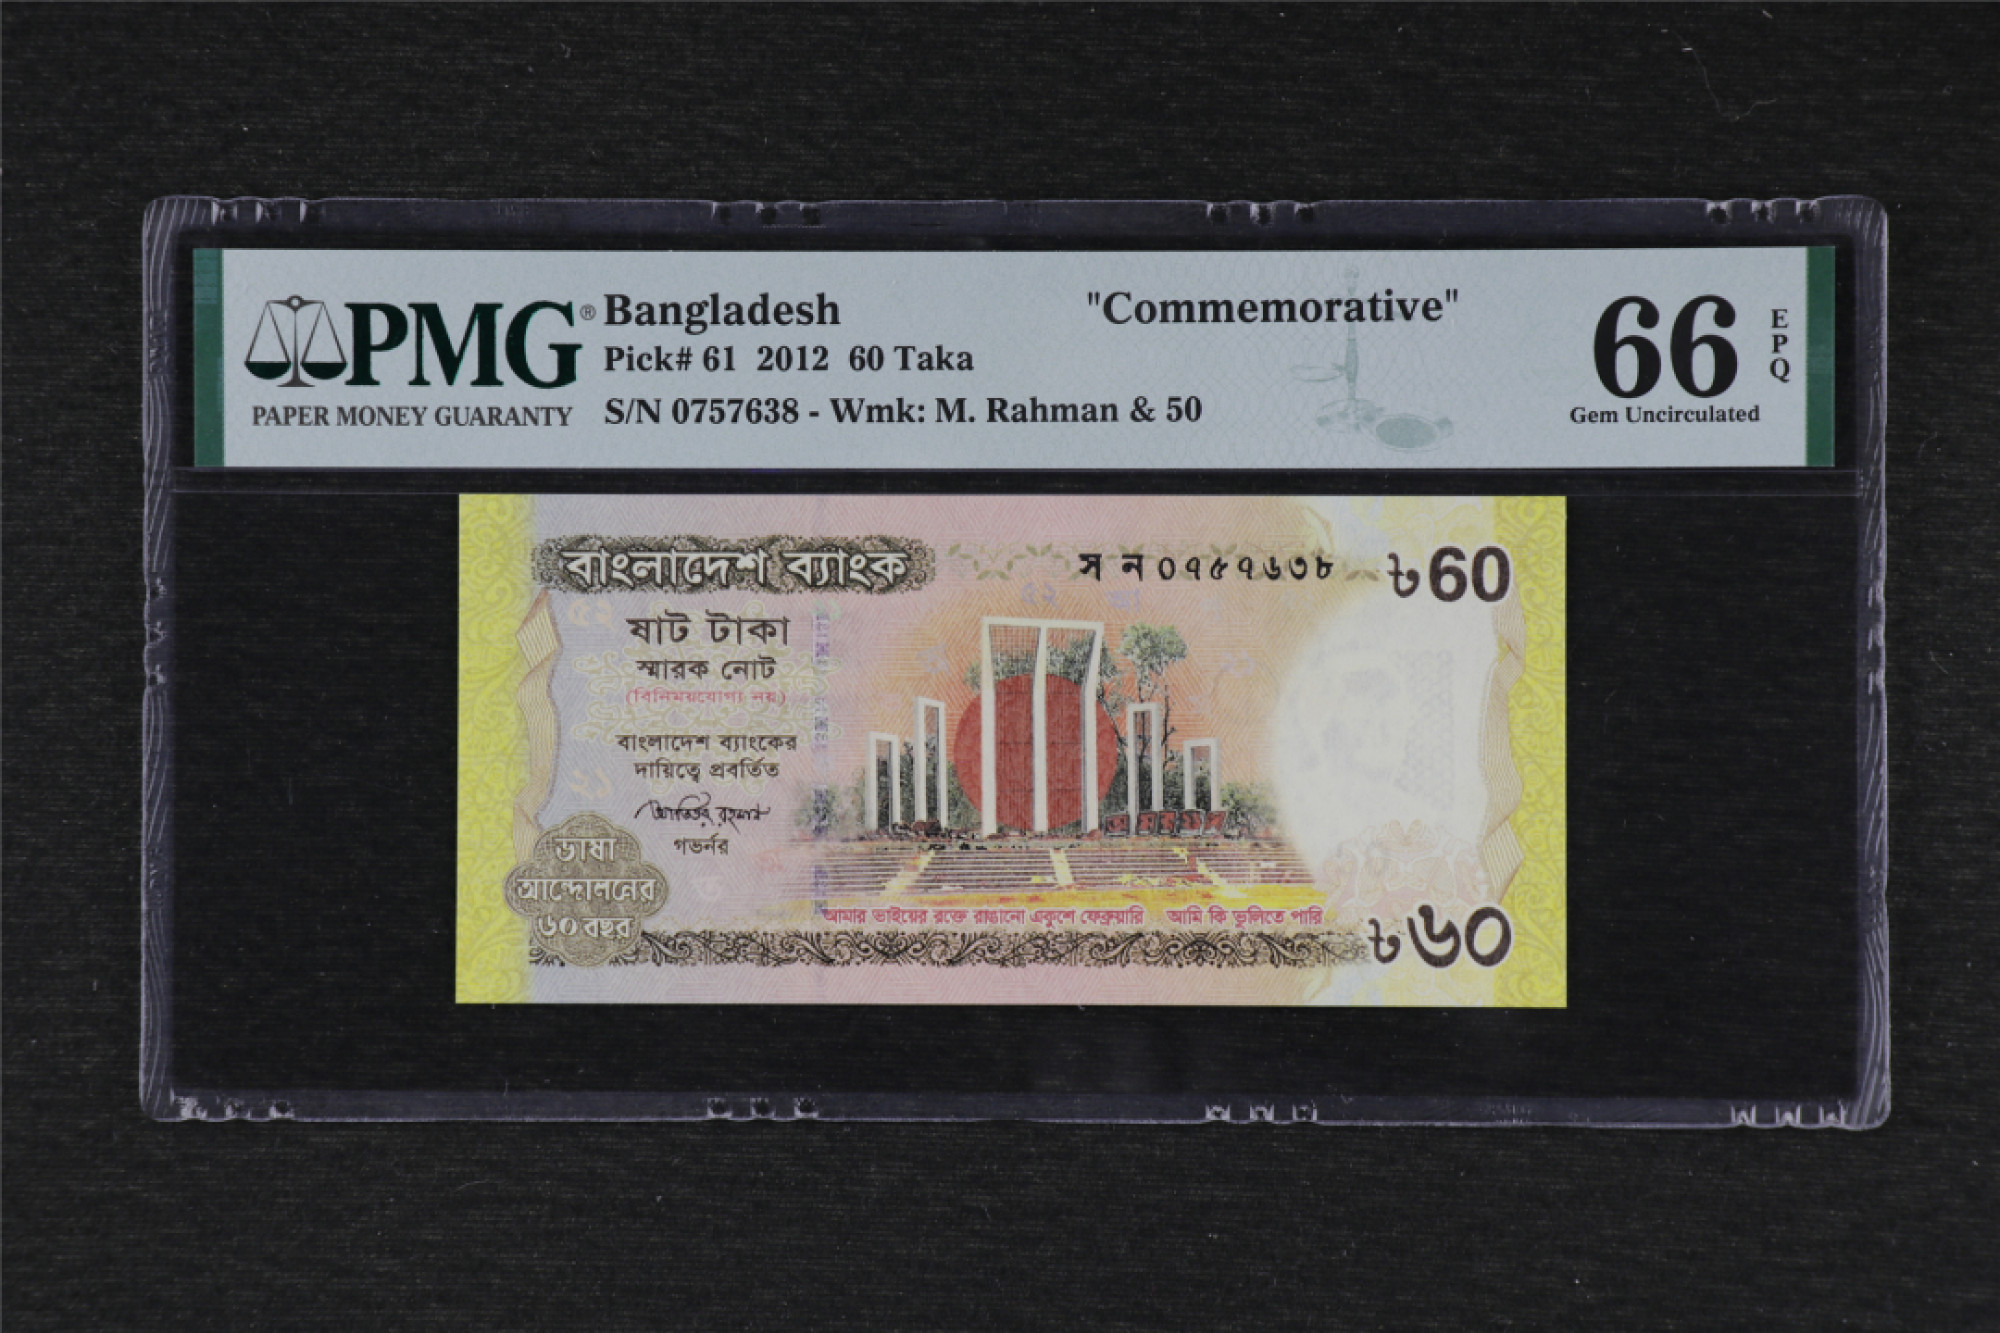 PMG®
PAPER MONEY GUARANTY
Bangladesh
"Commemorative"
Pick# 61 2012 60 Taka
S/N 0757638 - Wmk: M. Rahman & 50
66
EPQ
Gem Uncirculated
বাংলাদেশ ব্যাংক
স ন ০৭৫৭৬৩৮
৳60
ষাট টাকা
স্মারক নোট
(বিনিময়যোগ্য নয়)
বাংলাদেশ ব্যাংকের
দায়িত্বে প্রবর্তিত
গভর্নর
ভাষা
আন্দোলনের
৬০ বছর
আমার ভাইয়ের রক্তে রাঙানো একুশে ফেব্রুয়ারি আমি কি ভুলিতে পারি
৳৬০